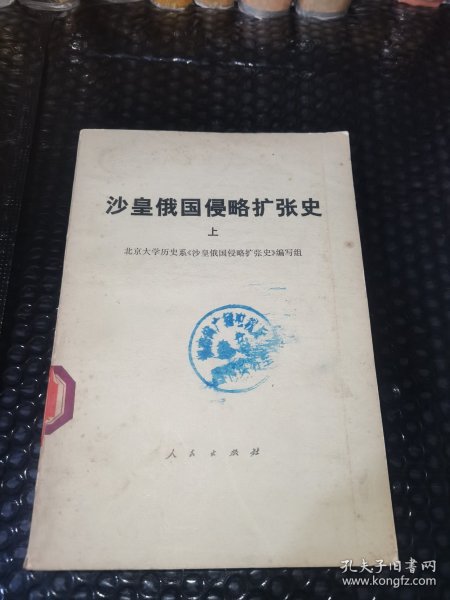 沙皇俄国侵略扩张史
上
北京大学历史系《沙皇俄国侵略扩张史》编写组
人民出版社
孔夫子旧书网
www.kongfz.com